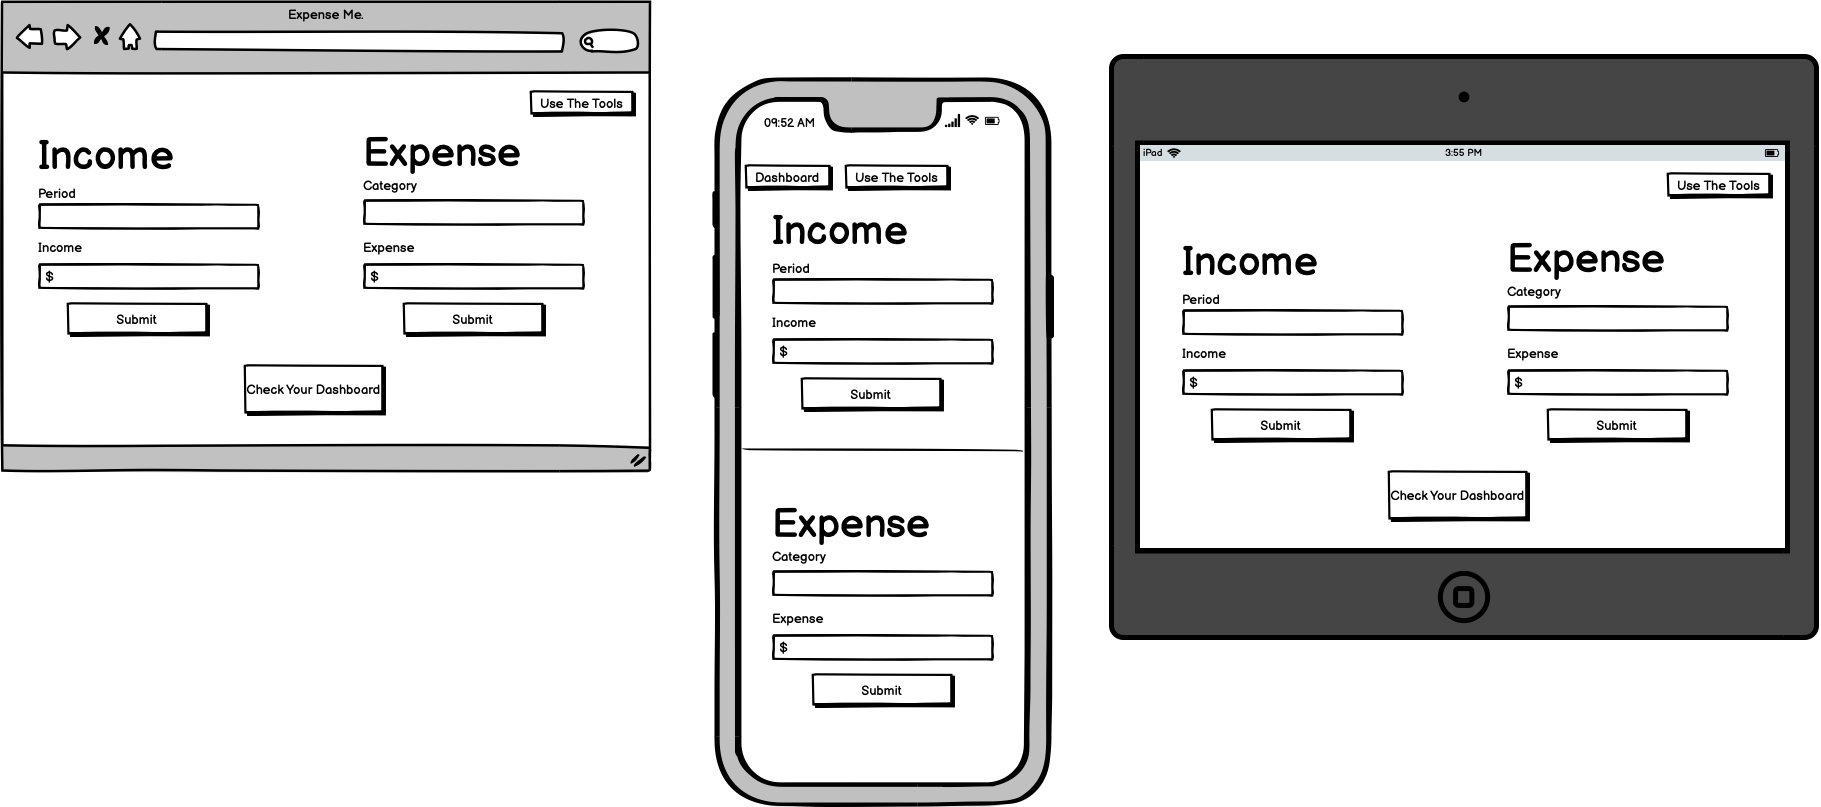 Expense Me.
Use The Tools
Income
Expense
Period
Category
Income
Expense
$
$
Submit
Submit
Check Your Dashboard
09:52 AM
Dashboard
Use The Tools
Income
Period
Income
$
Submit
Expense
Category
Expense
$
Submit
iPad
3:55 PM
Use The Tools
Income
Expense
Period
Category
Income
Expense
$
$
Submit
Submit
Check Your Dashboard